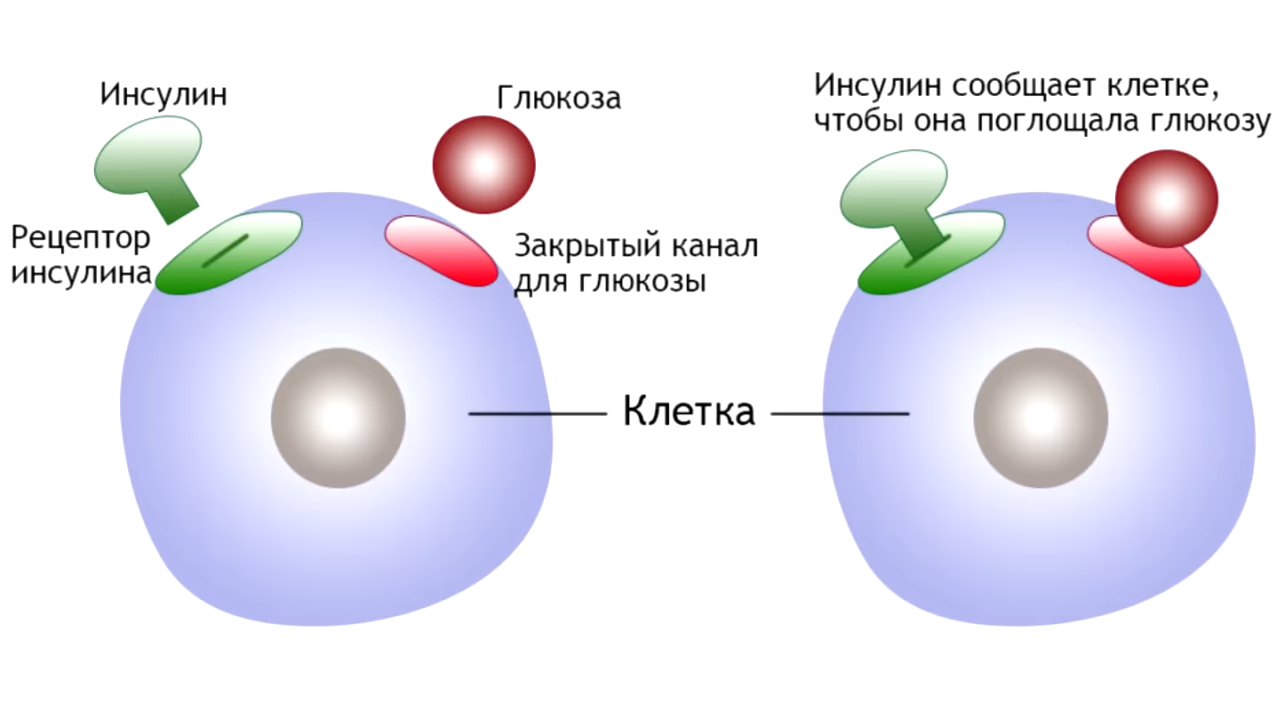 Инсулин
Глюкоза
Рецептор
инсулина
Закрытый канал
для глюкозы
Клетка
Инсулин сообщает клетке,
чтобы она поглощала глюкозу